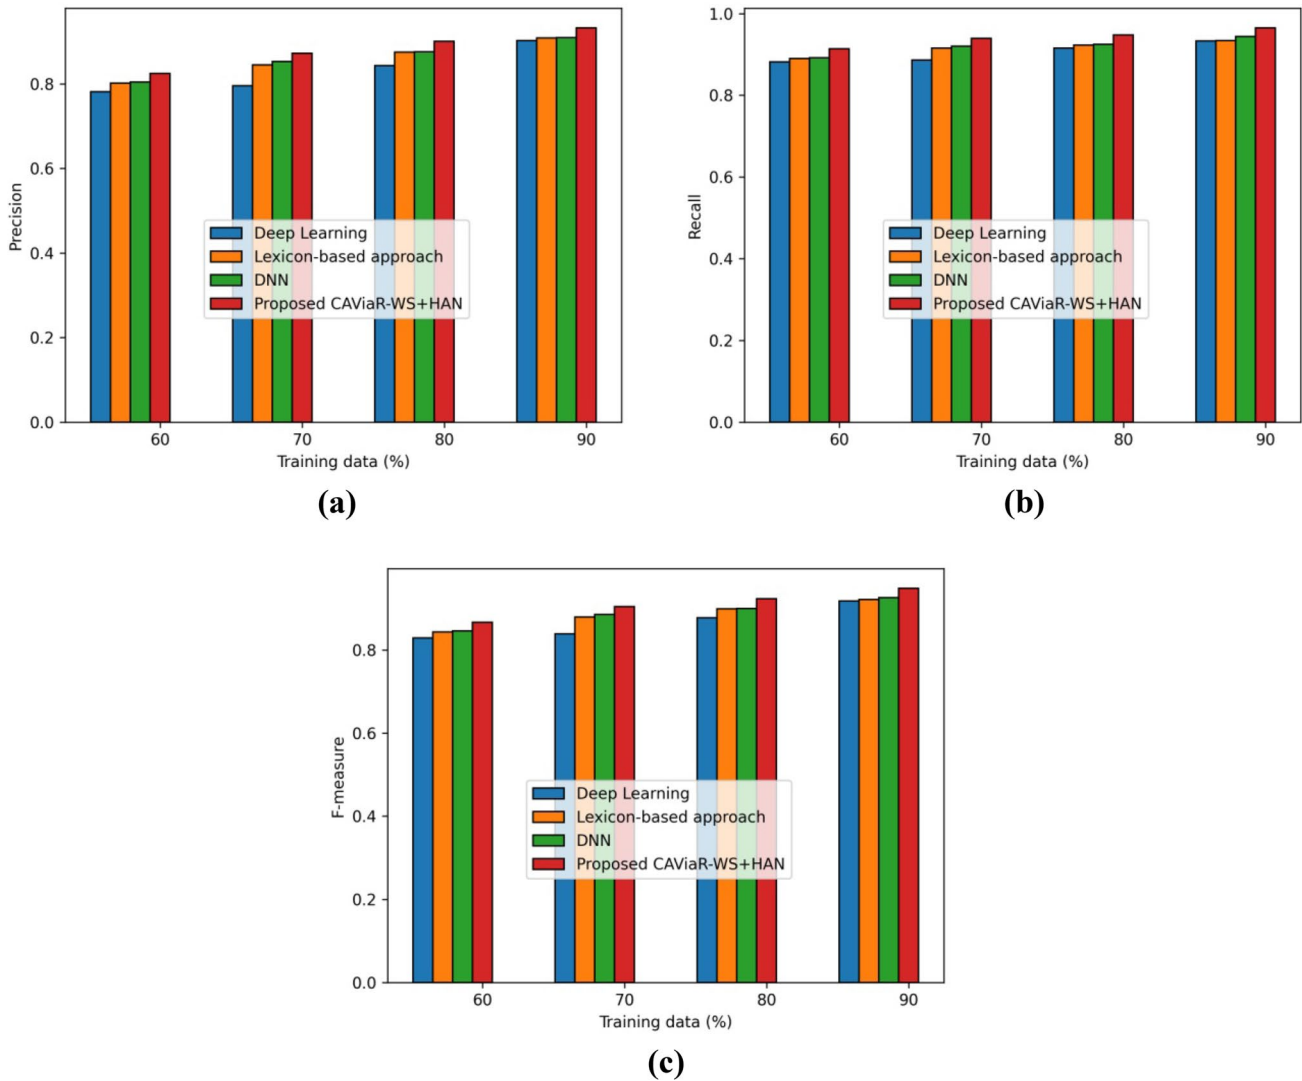 0.8
0.6
0.4
0.2
0.0
Precision
Deep Learning
Lexicon-based approach
DNN
Proposed CAViaR-WS+HAN
60 70 80 90
Training data (%)
(a)
1.0
0.8
0.6
0.4
0.2
0.0
Recall
Deep Learning
Lexicon-based approach
DNN
Proposed CAViaR-WS+HAN
60 70 80 90
Training data (%)
(b)
0.8
0.6
0.4
0.2
0.0
F-measure
Deep Learning
Lexicon-based approach
DNN
Proposed CAViaR-WS+HAN
60 70 80 90
Training data (%)
(c)